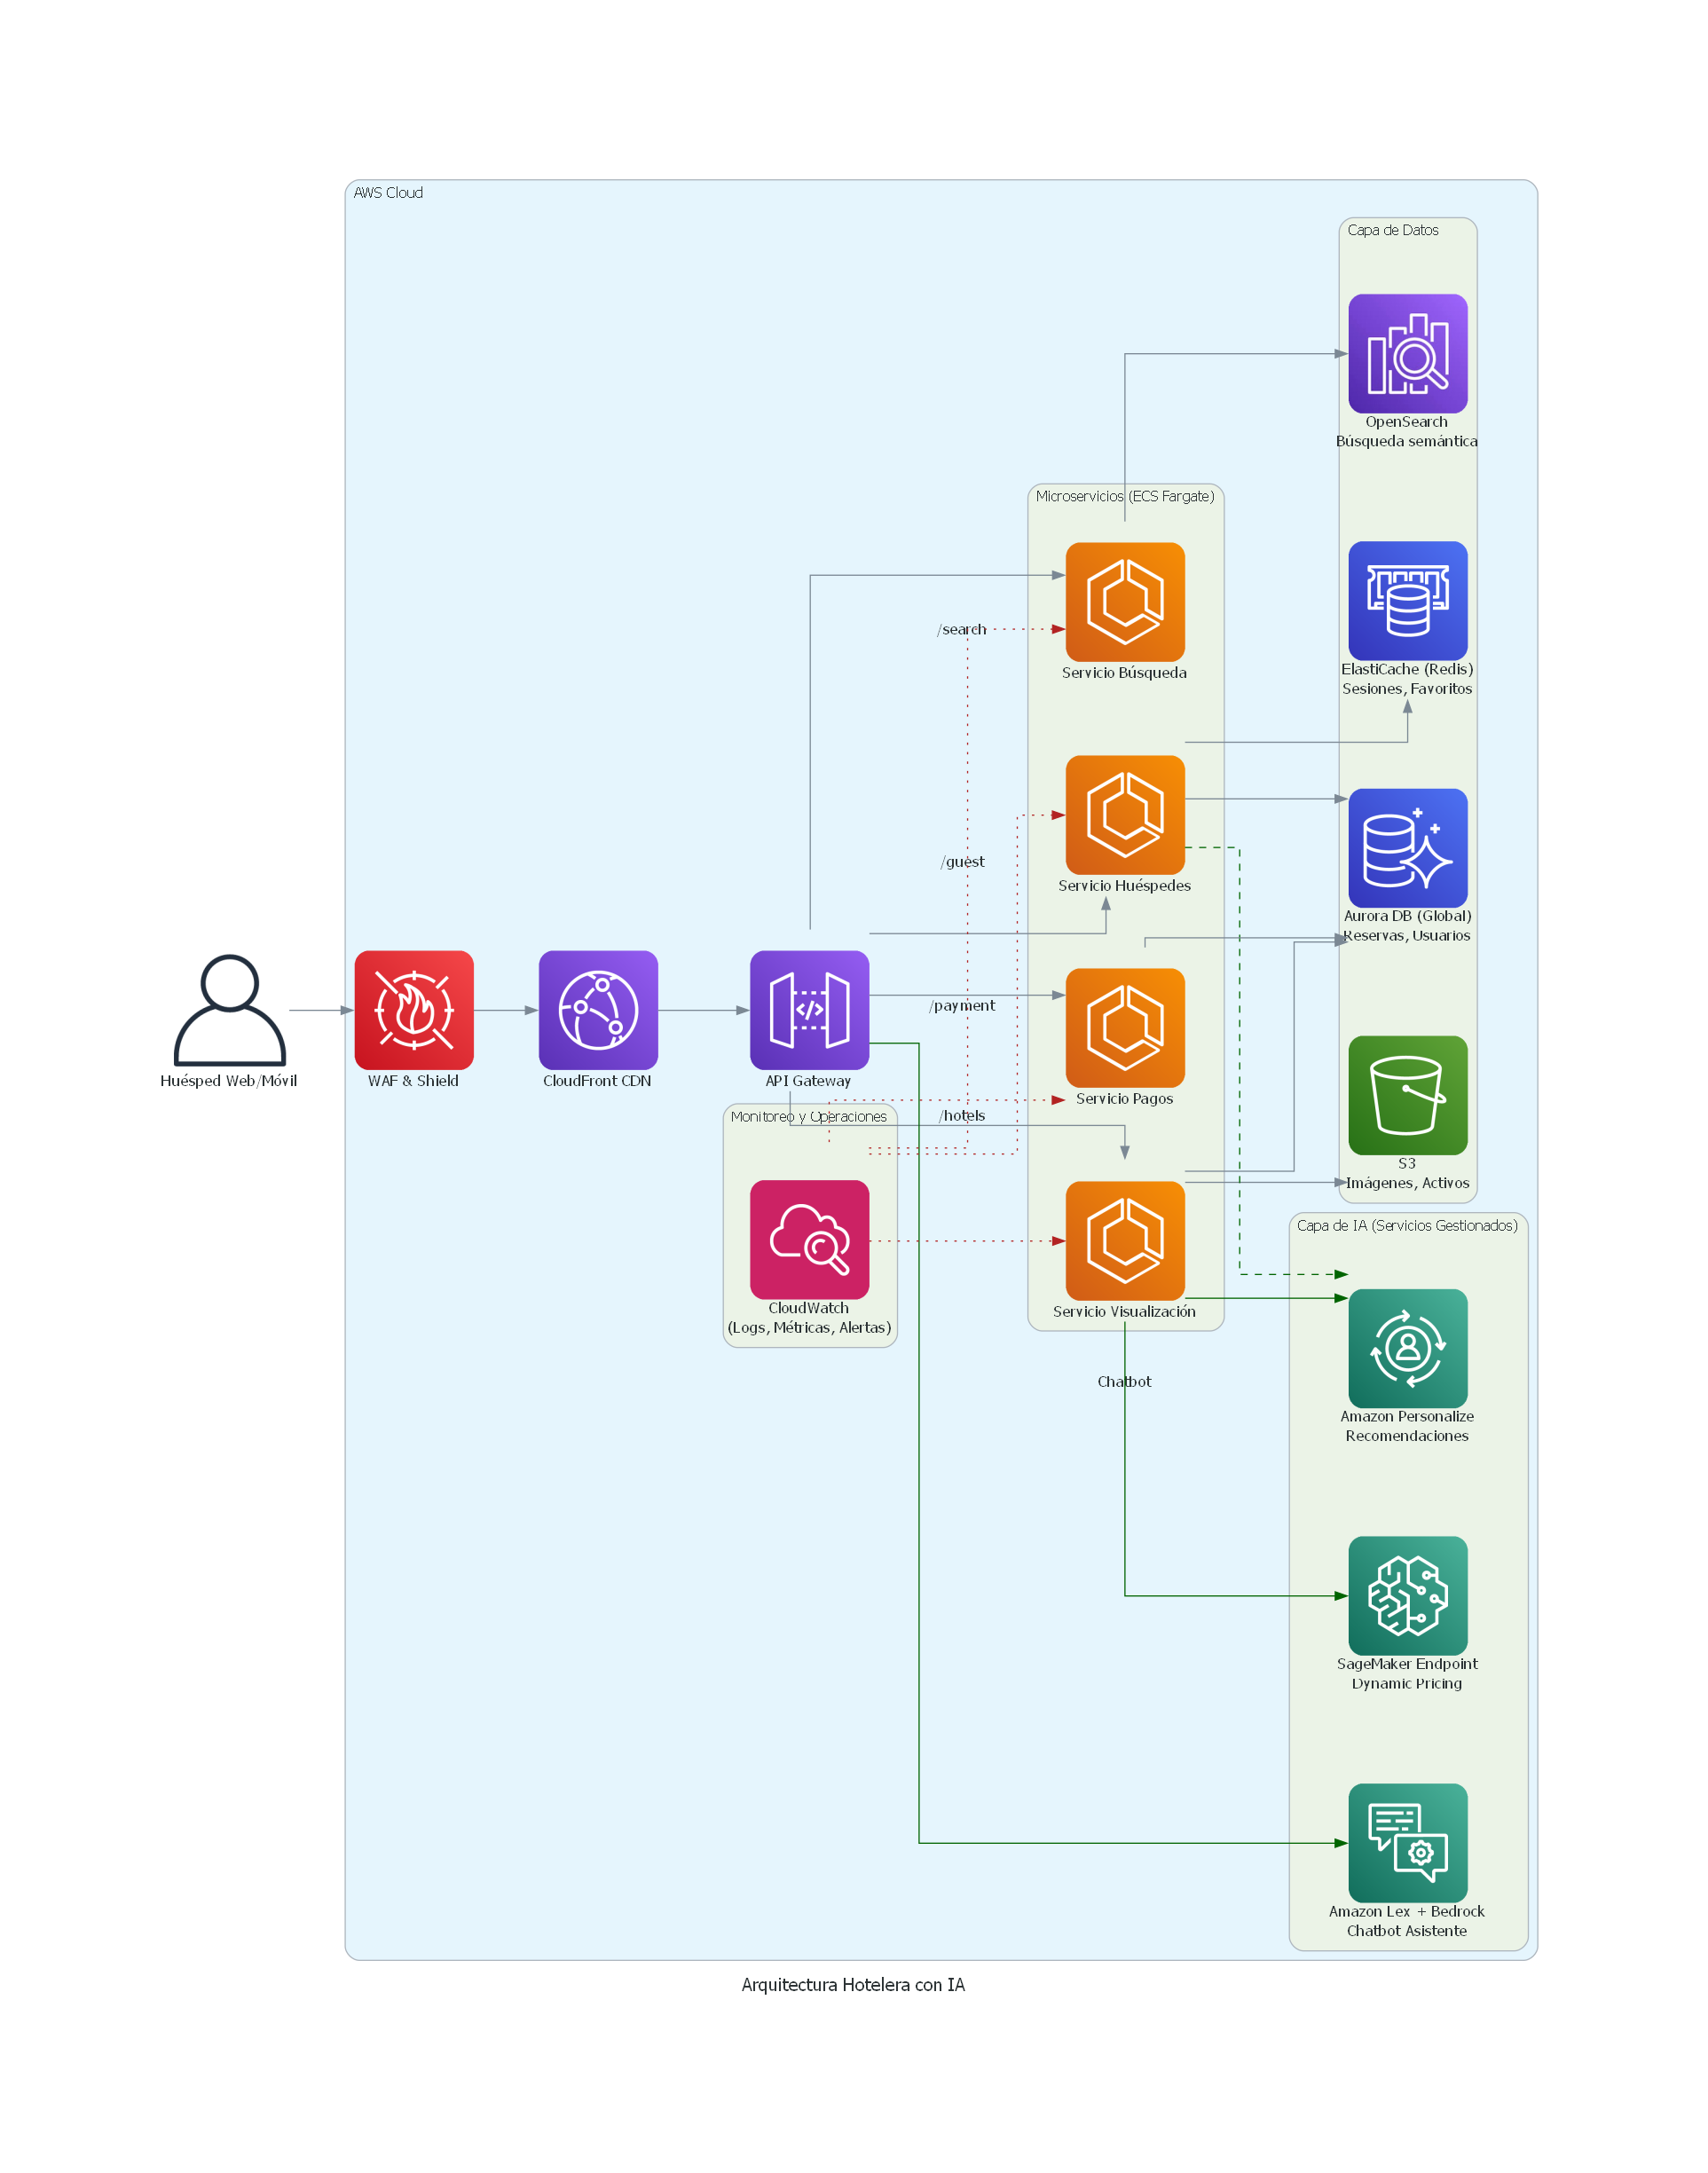 AWS Cloud
Capa de Datos
OpenSearch
Búsqueda semántica
Microservicios (ECS Fargate)
/search
Servicio Búsqueda
ElastiCache (Redis)
Sesiones, Favoritos
/guest
Servicio Huéspedes
Aurora DB (Global)
Reservas, Usuarios
Huésped Web/Móvil
WAF & Shield
CloudFront CDN
API Gateway
/payment
Servicio Pagos
Monitoreo y Operaciones
/hotels
S3
Imágenes, Activos
CloudWatch
(Logs, Métricas, Alertas)
Servicio Visualización
Chatbot
Capa de IA (Servicios Gestionados)
Amazon Personalize
Recomendaciones
SageMaker Endpoint
Dynamic Pricing
Amazon Lex + Bedrock
Chatbot Asistente
Arquitectura Hotelera con IA